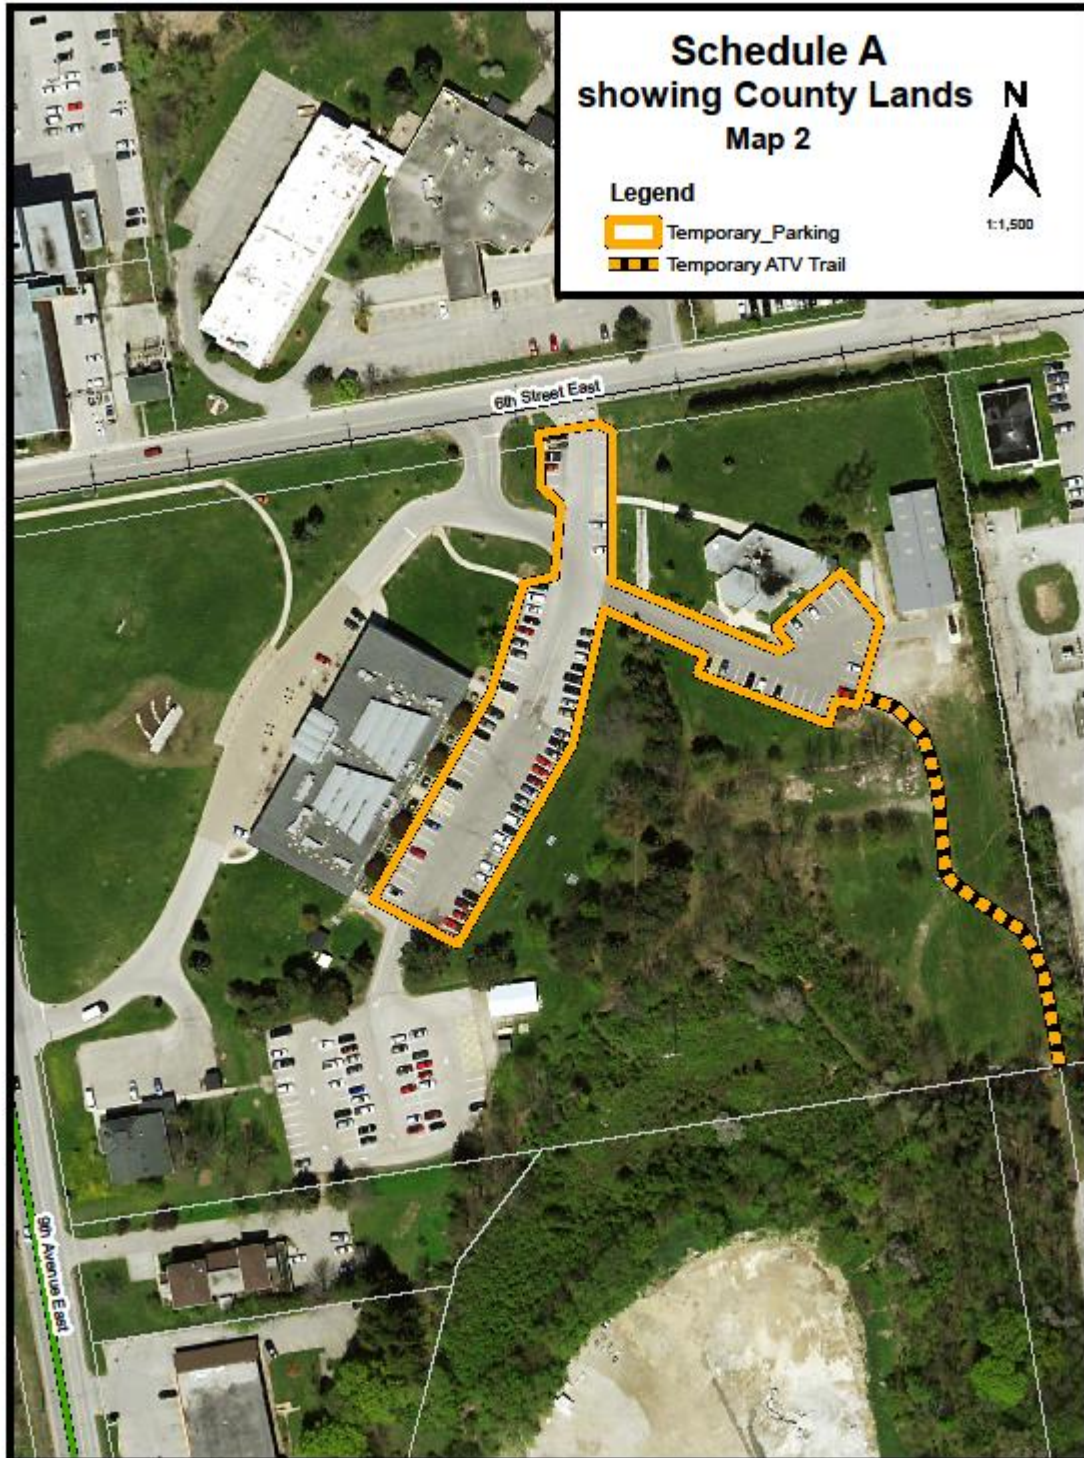 Schedule A
showing County Lands
Map 2
N
1:1,500
Legend
Temporary_Parking
Temporary ATV Trail
6th Street East
9th Avenue East